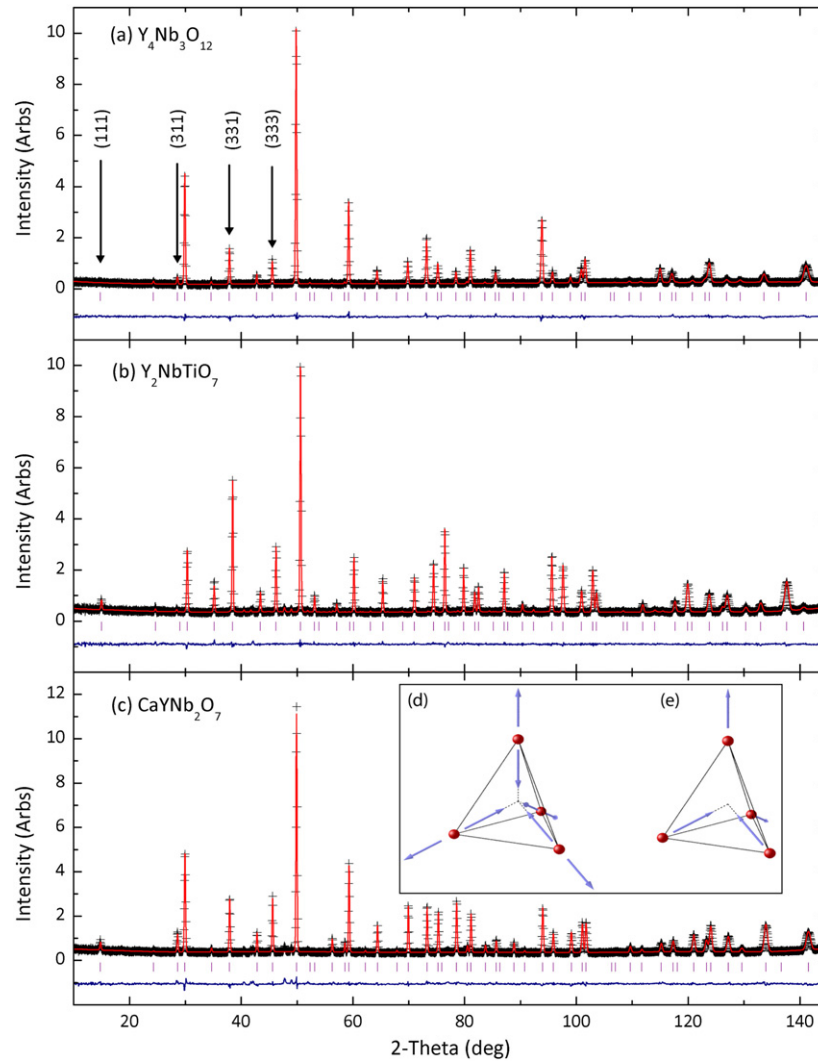 (a) Y₄Nb₃O₁₂
(111)
(311)
(331)
(333)
10
8
6
4
2
0
Intensity (Arbs)
(b) Y₂NbTiO₇
10
8
6
4
2
0
Intensity (Arbs)
(c) CaYNb₂O₇
(d)
(e)
12
10
8
6
4
2
0
Intensity (Arbs)
20 40 60 80 100 120 140
2-Theta (deg)